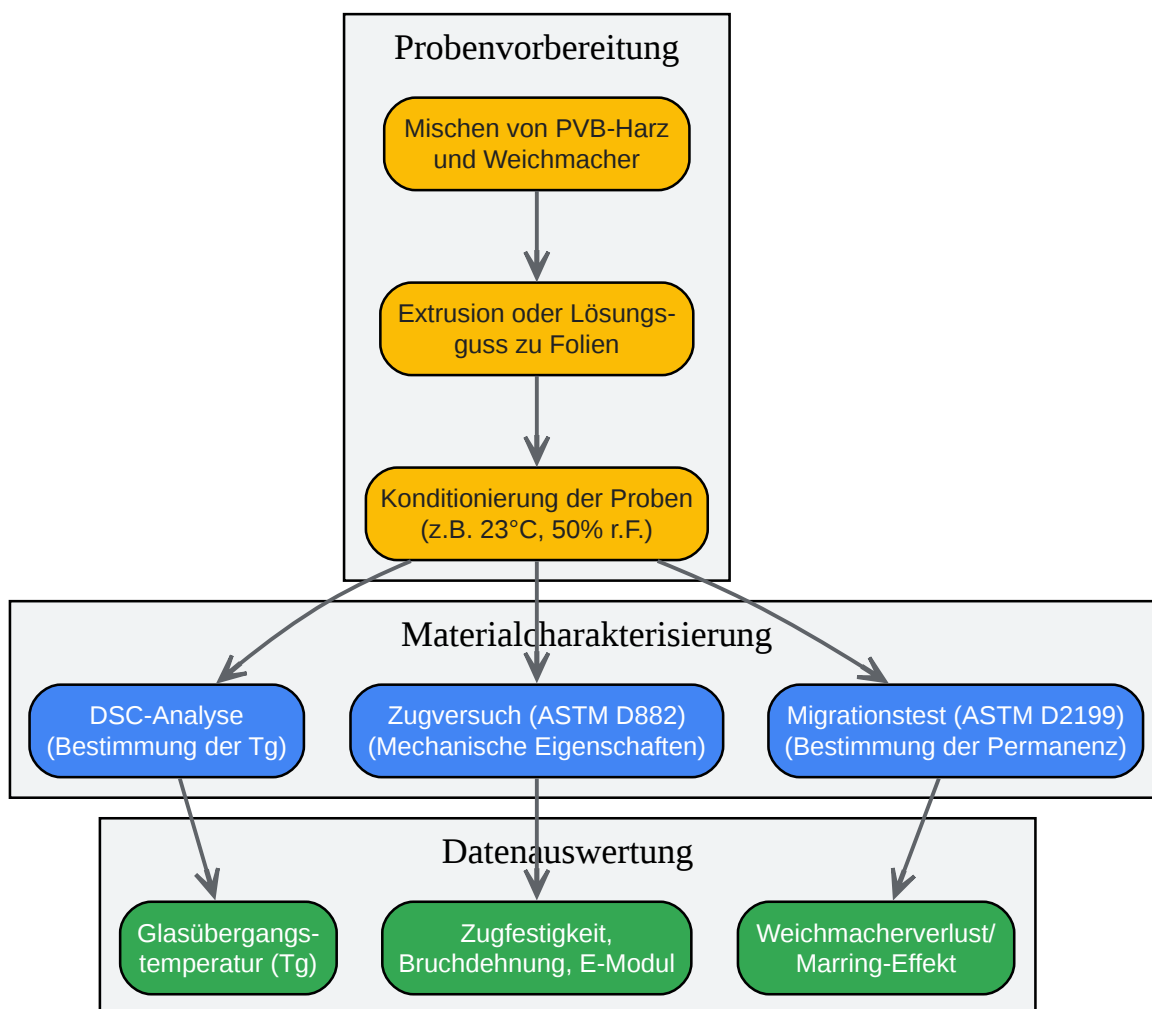 Probenvorbereitung
Mischen von PVB-Harz
und Weichmacher
Extrusion oder Lösungs-
guss zu Folien
Konditionierung der Proben
(z.B. 23°C, 50% r.F.)
Materialcharakterisierung
DSC-Analyse
(Bestimmung der Tg)
Zugversuch (ASTM D882)
(Mechanische Eigenschaften)
Migrationstest (ASTM D2199)
(Bestimmung der Permanenz)
Datenauswertung
Glasübergangs-
temperatur (Tg)
Zugfestigkeit,
Bruchdehnung, E-Modul
Weichmacherverlust/
Marring-Effekt